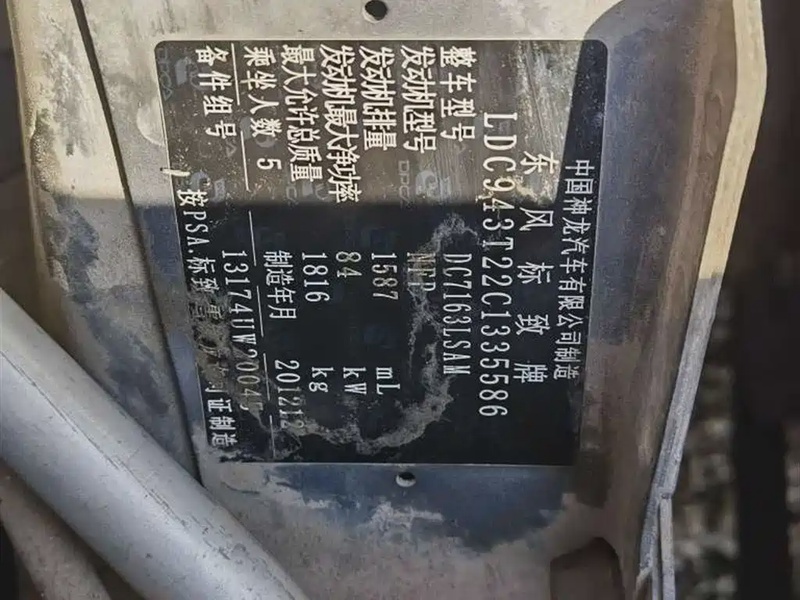 中国神龙汽车有限公司制造
东风标致牌
LDC943T22C1335586
整车型号 DC7163LSAM
发动机型号 NFP
发动机排量 1587 mL
发动机最大净功率 84 kW
最大允许总质量 1816 kg
乘坐人数 5 制造年月 201212
备件组号 13174UW2004
按PSA.标致 可证制造